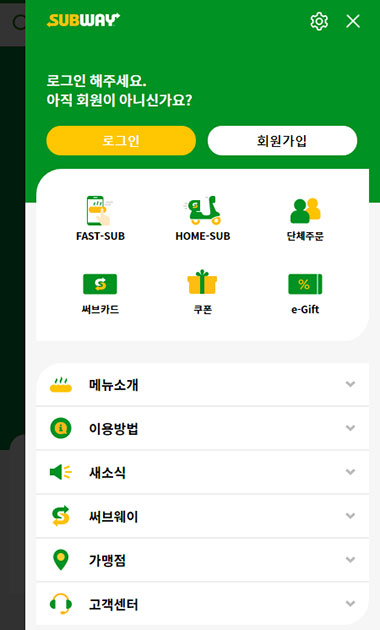 SUBWAY
로그인 해주세요.
아직 회원이 아니신가요?
로그인 회원가입
FAST-SUB HOME-SUB 단체주문
써브카드 쿠폰 e-Gift
메뉴소개
이용방법
새소식
써브웨이
가맹점
고객센터